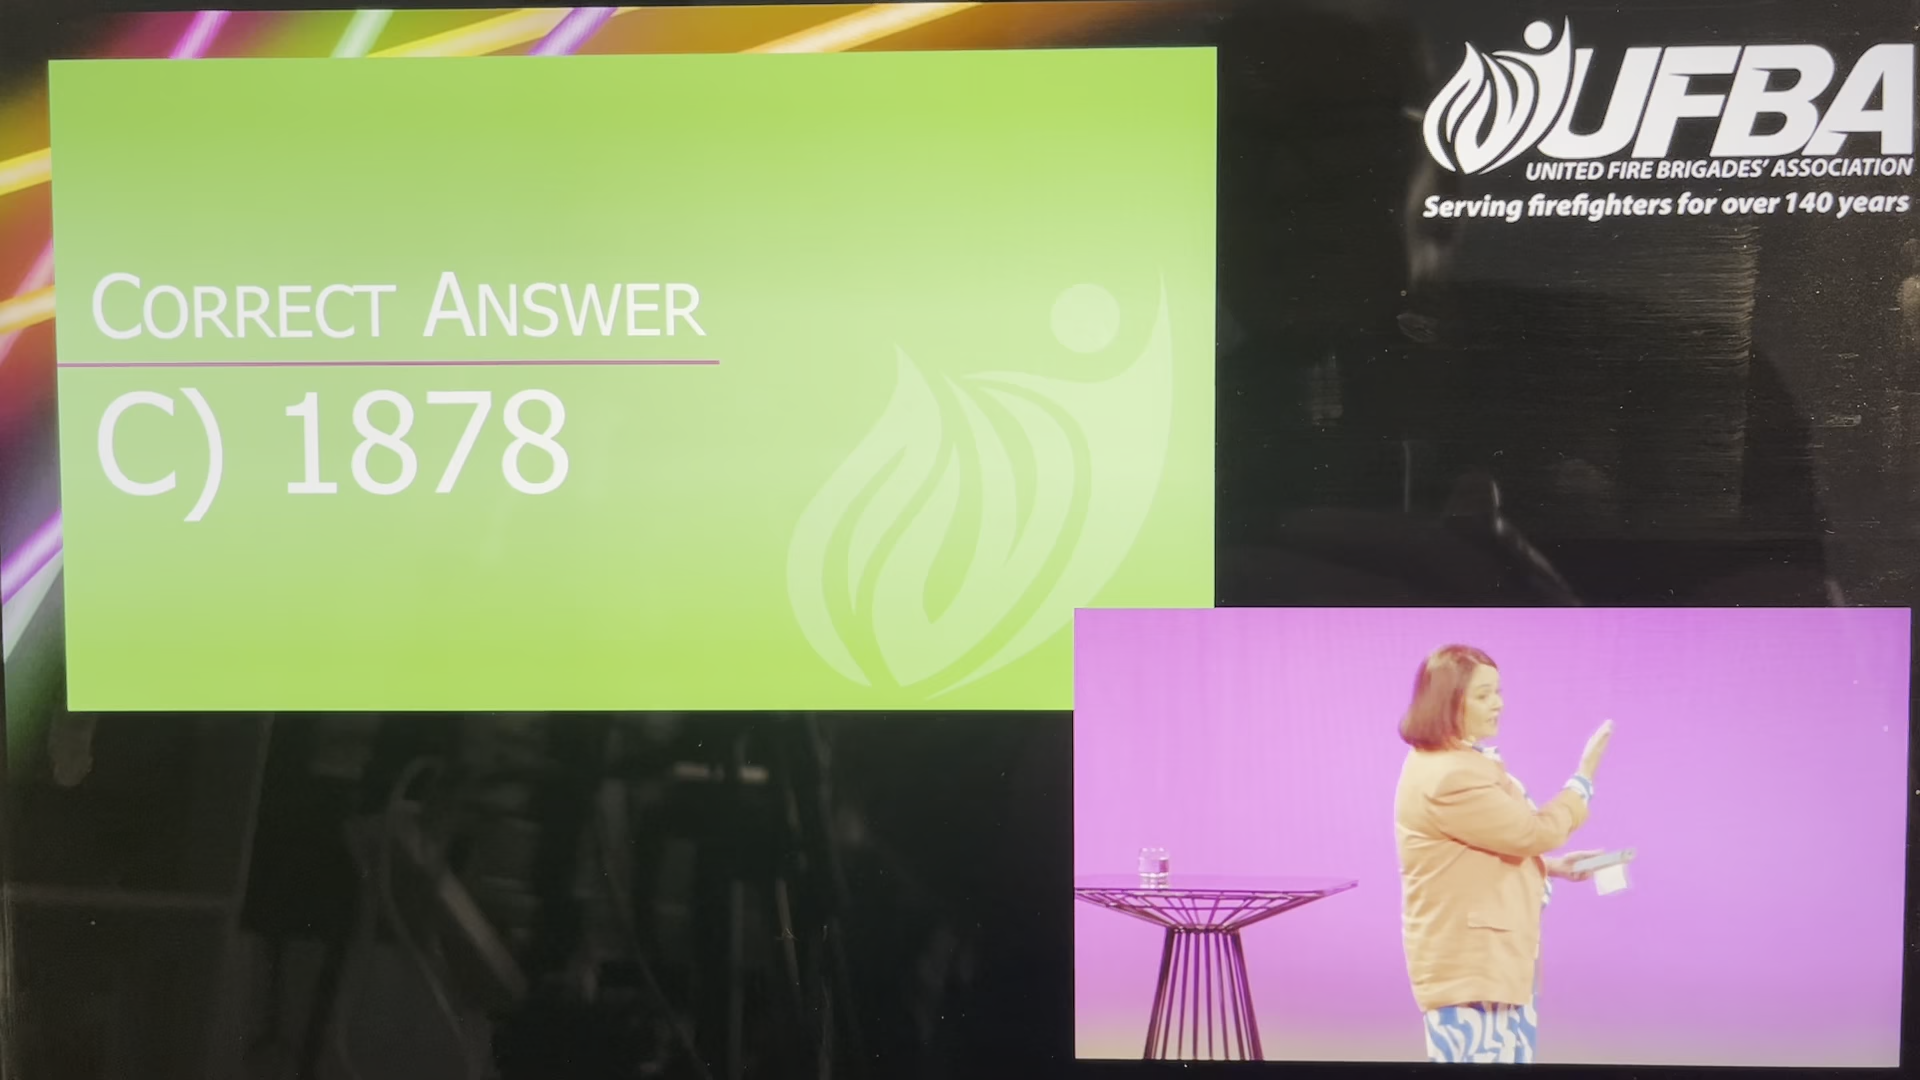 CORRECT ANSWER
C) 1878
UFBA
UNITED FIRE BRIGADES' ASSOCIATION
Serving firefighters for over 140 years